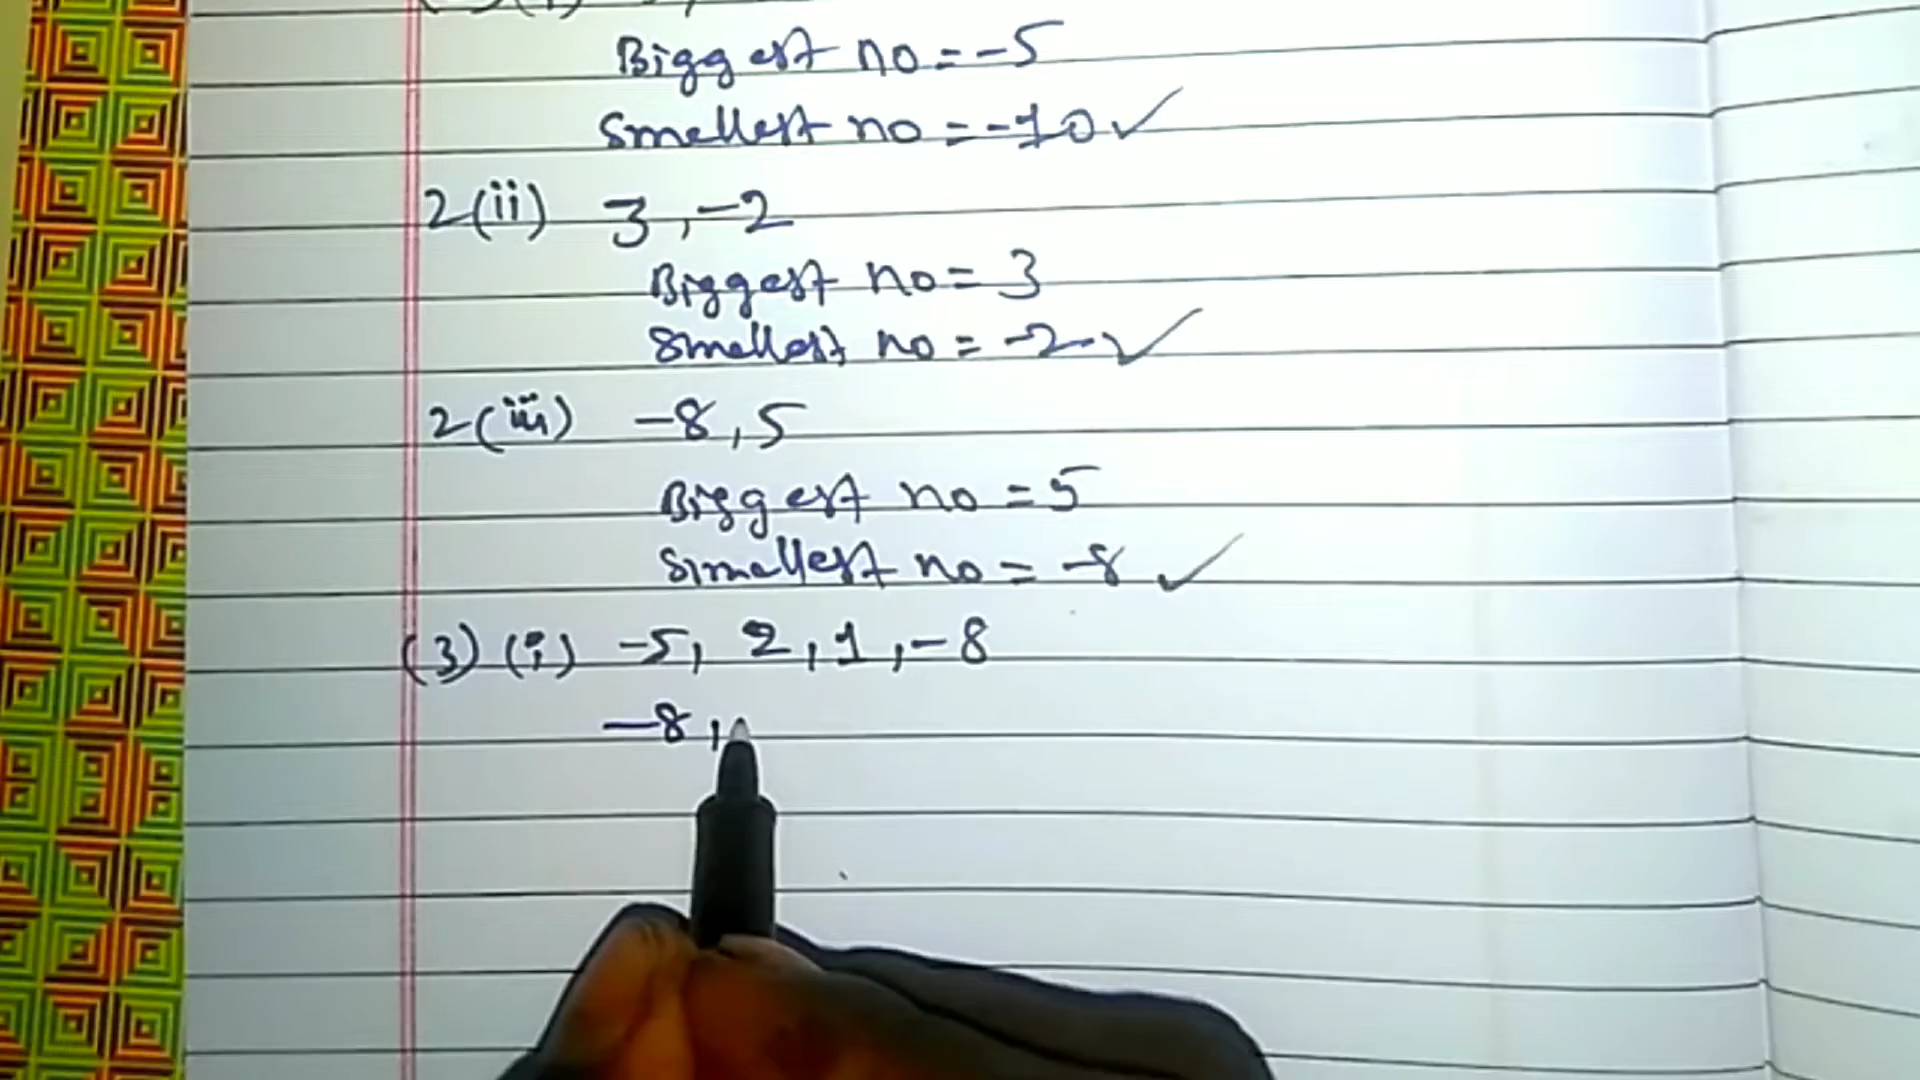 Biggest no = -5
Smallest no = -10 ✓
2(ii) 3, -2
Biggest no = 3
Smallest no = -2 ✓
2(iii) -8, 5
Biggest no = 5
Smallest no = -8 ✓
(3) (i) -5, 2, 1, -8
-8,